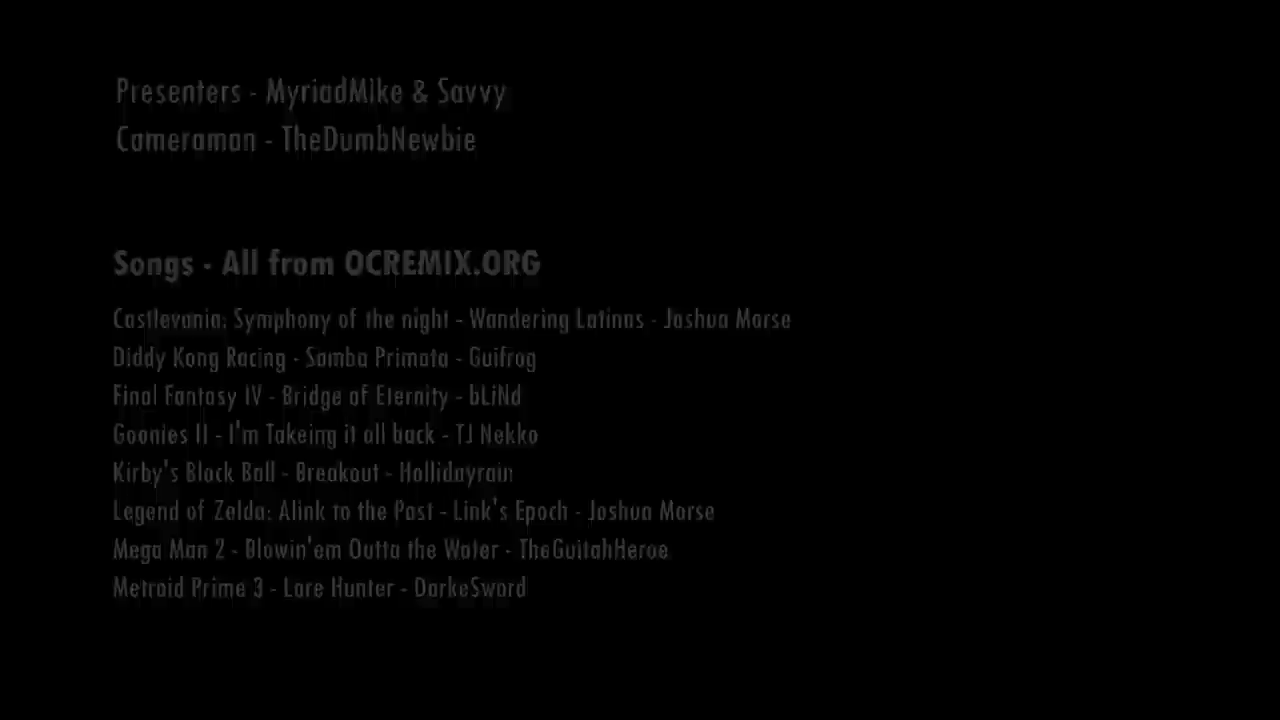 Presenters - MyriadMike & Savvy
Cameraman - TheDumbNewbie
Songs - All from OCREMIX.ORG
Castlevania: Symphony of the night - Wandering Latinas - Joshua Morse
Diddy Kong Racing - Samba Primata - Guifrog
Final Fantasy IV - Bridge of Eternity - bLiNd
Goonies II - I'm Takeing it all back - TJ Nekko
Kirby's Block Ball - Breakout - Hollidayrain
Legend of Zelda: Alink to the Past - Link's Epoch - Joshua Morse
Mega Man 2 - Blowin'em Outta the Water - TheGuitahHeroe
Metroid Prime 3 - Lore Hunter - DarkeSword